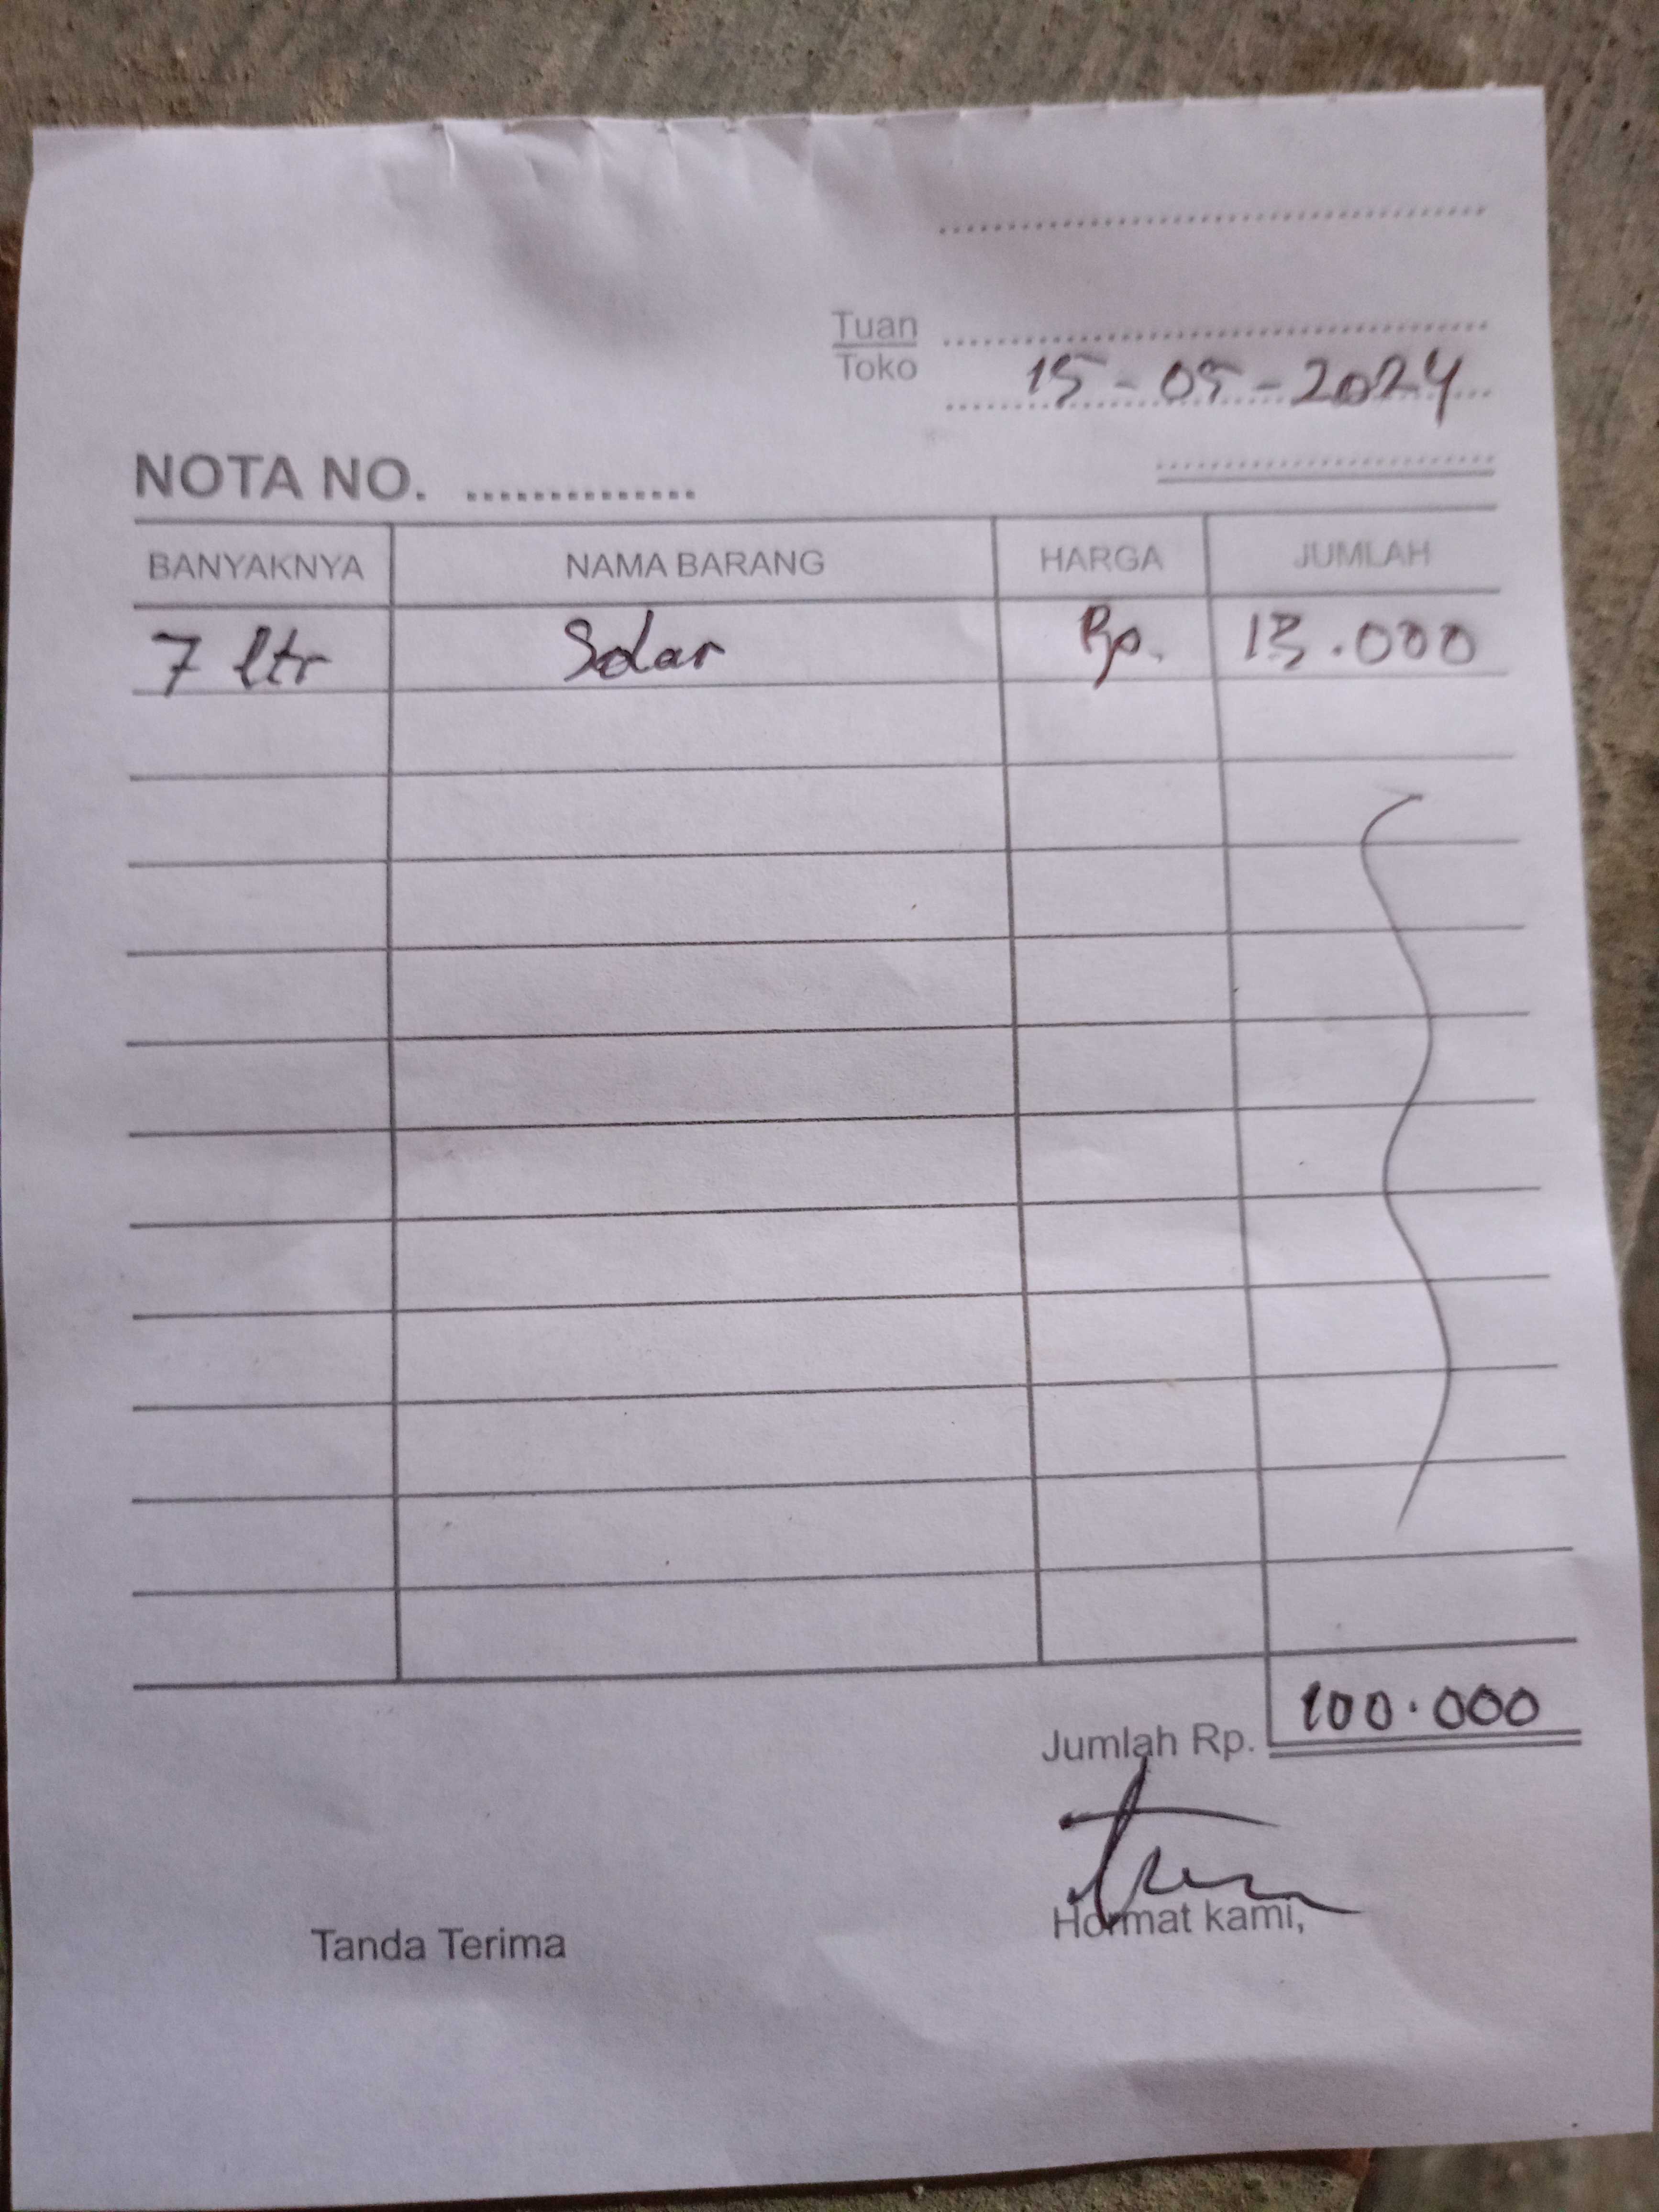 Tuan
Toko
15-05-2024
NOTA NO. ..............
BANYAKNYA NAMA BARANG HARGA JUMLAH
7 ltr Solar Rp. 13.000
Jumlah Rp. 100.000
Tanda Terima Hormat kami,